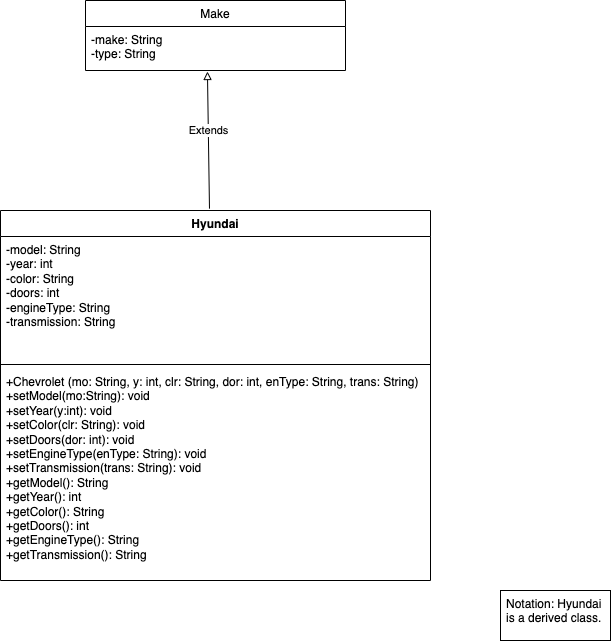 Make
-make: String
-type: String
Extends
Hyundai
-model: String
-year: int
-color: String
-doors: int
-engineType: String
-transmission: String
+Chevrolet (mo: String, y: int, clr: String, dor: int, enType: String, trans: String)
+setModel(mo:String): void
+setYear(y:int): void
+setColor(clr: String): void
+setDoors(dor: int): void
+setEngineType(enType: String): void
+setTransmission(trans: String): void
+getModel(): String
+getYear(): int
+getColor(): String
+getDoors(): int
+getEngineType(): String
+getTransmission(): String
Notation: Hyundai
is a derived class.